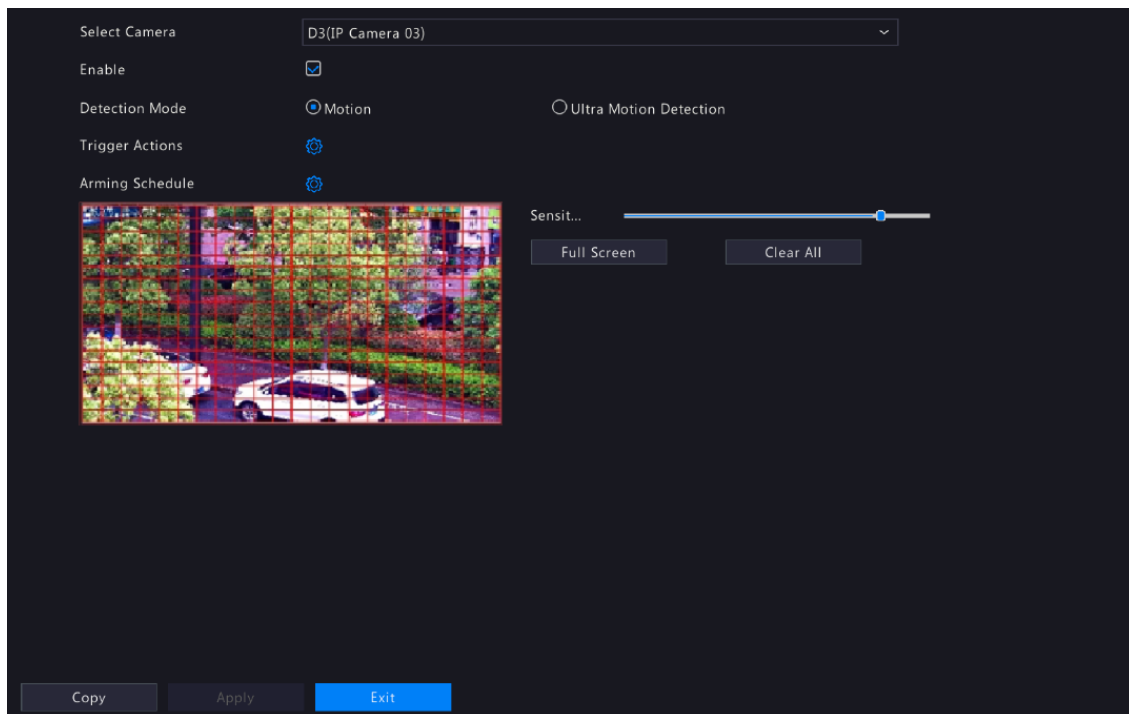 Select Camera D3(IP Camera 03)
Enable
Detection Mode Motion Ultra Motion Detection
Trigger Actions
Arming Schedule
Sensit...
Full Screen Clear All
Copy Apply Exit